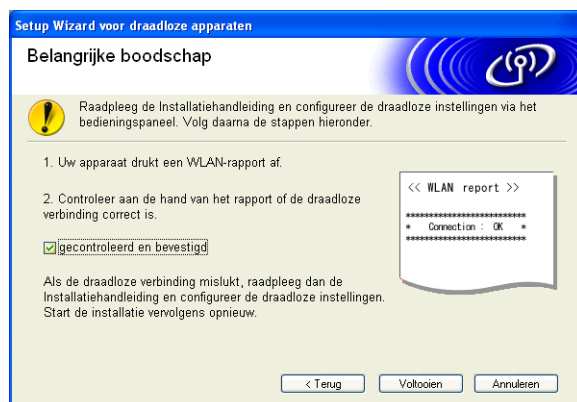 Setup Wizard voor draadloze apparaten
Belangrijke boodschap
Raadpleeg de Installatiehandleiding en configureer de draadloze instellingen via het
bedieningspaneel. Volg daarna de stappen hieronder.
1. Uw apparaat drukt een WLAN-rapport af.
2. Controleer aan de hand van het rapport of de draadloze
verbinding correct is.
gecontroleerd en bevestigd
Als de draadloze verbinding mislukt, raadpleeg dan de
Installatiehandleiding en configureer de draadloze instellingen.
Start de installatie vervolgens opnieuw.
<< WLAN report >>
**************************
* Connection : OK *
**************************
< Terug
Voltooien
Annuleren